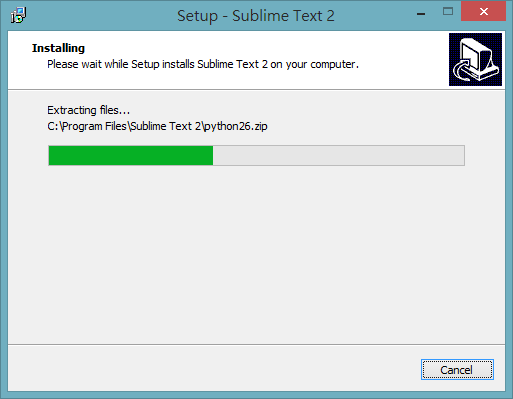 Setup - Sublime Text 2
Installing
Please wait while Setup installs Sublime Text 2 on your computer.
Extracting files...
C:\Program Files\Sublime Text 2\python26.zip
Cancel